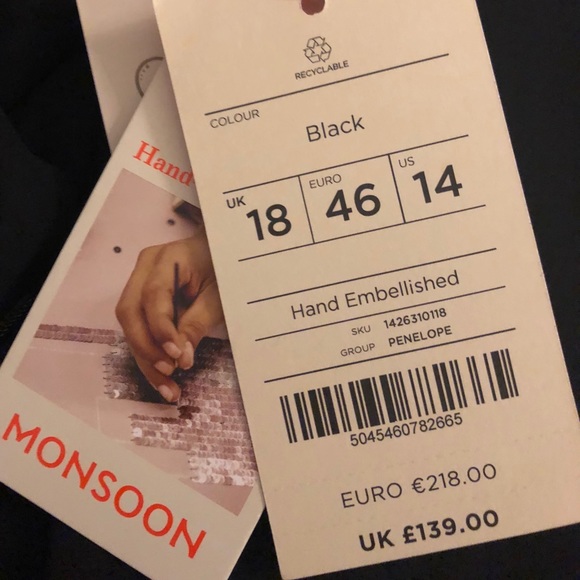 RECYCLABLE
COLOUR
Black
UK 18 EURO 46 US 14
Hand Embellished
SKU 1426310118
GROUP PENELOPE
5045460782665
EURO €218.00
UK £139.00
Hand-
MONSOON